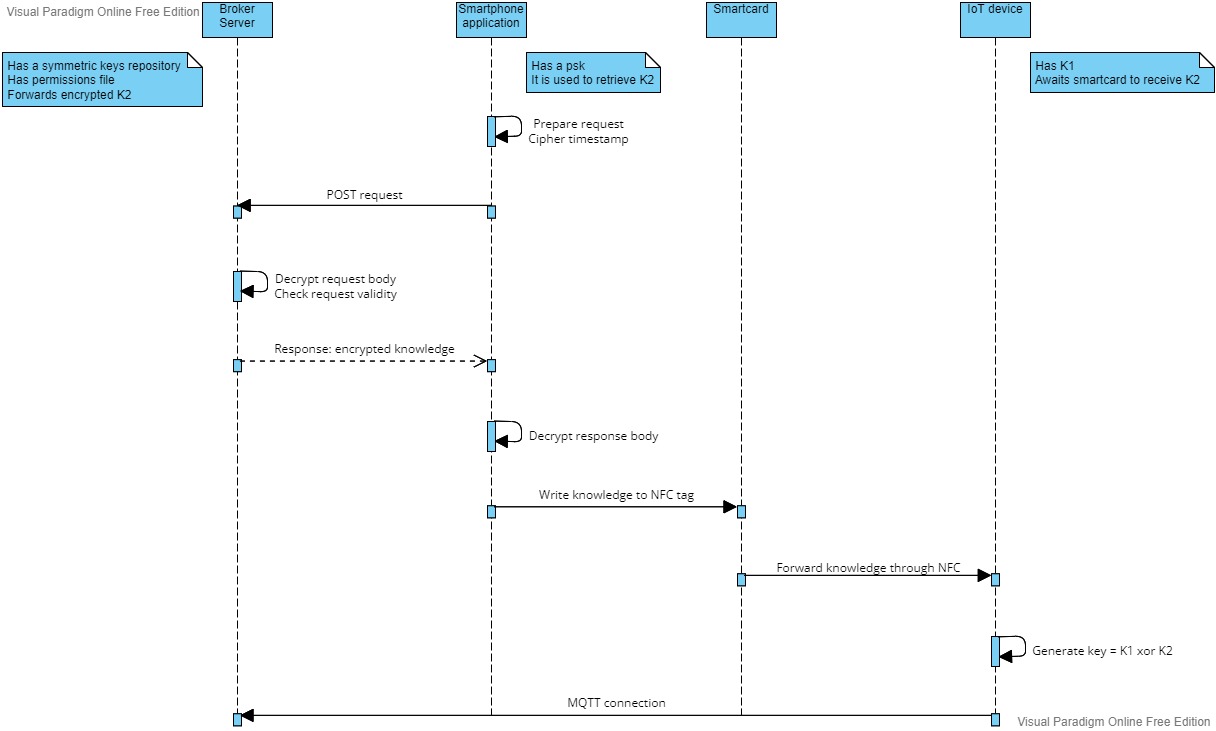 Visual Paradigm Online Free Edition
Broker
Server
Smartphone
application
Smartcard
IoT device
Has a symmetric keys repository
Has permissions file
Forwards encrypted K2
Has a psk
It is used to retrieve K2
Has K1
Awaits smartcard to receive K2
Prepare request
Cipher timestamp
POST request
Decrypt request body
Check request validity
Response: encrypted knowledge
Decrypt response body
Write knowledge to NFC tag
Forward knowledge through NFC
Generate key = K1 xor K2
MQTT connection
Visual Paradigm Online Free Edition